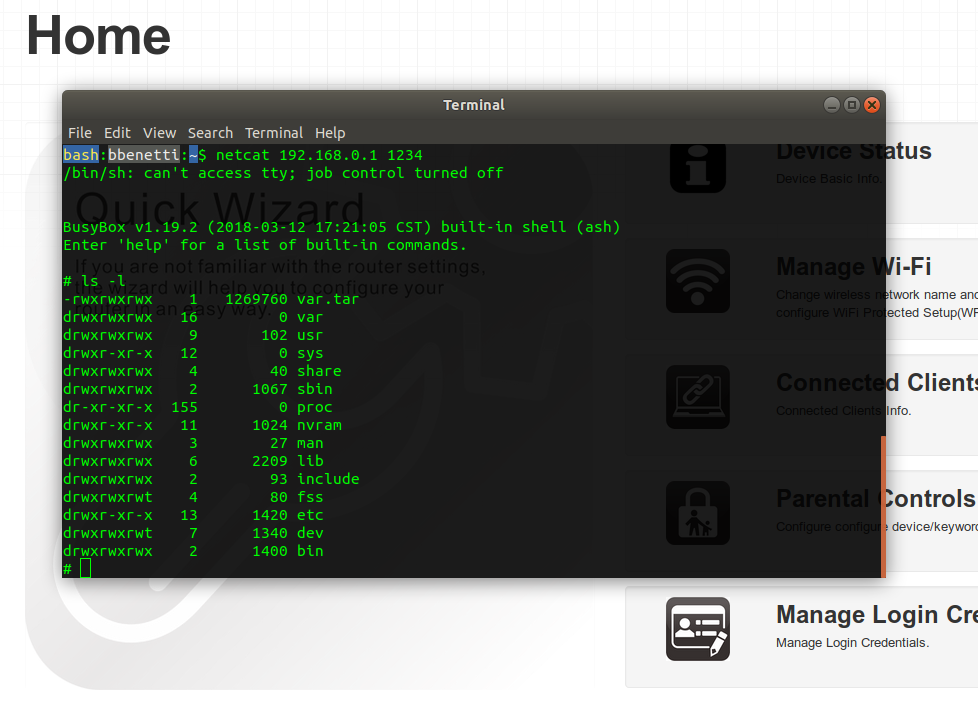 Home
Terminal
File Edit View Search Terminal Help
bash:bbenetti:~$ netcat 192.168.0.1 1234
/bin/sh: can't access tty; job control turned off
BusyBox v1.19.2 (2018-03-12 17:21:05 CST) built-in shell (ash)
Enter 'help' for a list of built-in commands.
# ls -l
-rwxrwxrwx    1   1269760 var.tar
drwxrwxrwx   16         0 var
drwxrwxrwx    9       102 usr
drwxr-xr-x   12         0 sys
drwxrwxrwx    4        40 share
drwxrwxrwx    2      1067 sbin
dr-xr-xr-x  155         0 proc
drwxr-xr-x   11      1024 nvram
drwxrwxrwx    3        27 man
drwxrwxrwx    6      2209 lib
drwxrwxrwx    2        93 include
drwxrwxrwt    4        80 fss
drwxr-xr-x   13      1420 etc
drwxrwxrwt    7      1340 dev
drwxrwxrwx    2      1400 bin
#
Quick Wizard
If you are not familiar with the router settings,
the wizard will help you to configure your
router in an easy way.
Device Status
Device Basic Info.
Manage Wi-Fi
Change wireless network name and
configure WiFi Protected Setup(WP
Connected Clients
Connected Clients Info.
Parental Controls
Configure configure device/keyword
Manage Login Cre
Manage Login Credentials.